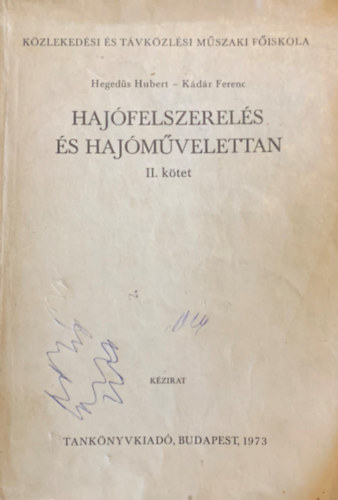 KÖZLEKEDÉSI ÉS TÁVKÖZLÉSI MŰSZAKI FŐISKOLA
Hegedűs Hubert – Kádár Ferenc
HAJÓFELSZERELÉS
ÉS HAJÓMŰVELETTAN
II. kötet
KÉZIRAT
TANKÖNYVKIADÓ, BUDAPEST, 1973